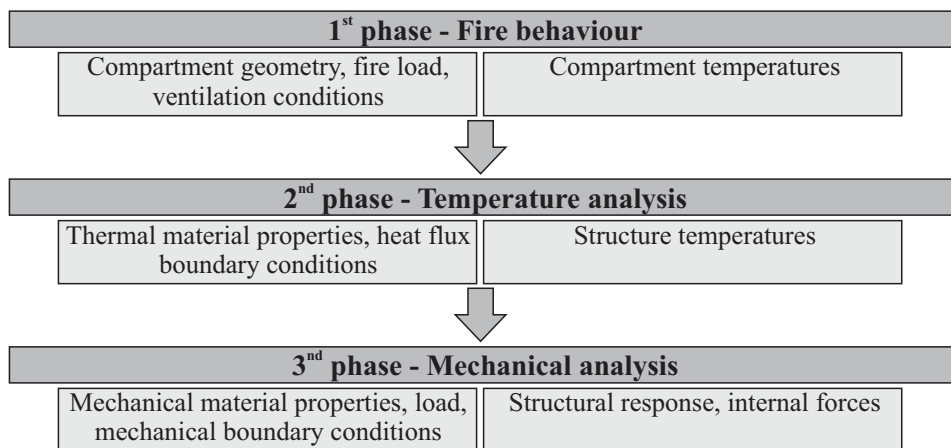 1st phase - Fire behaviour
Compartment geometry, fire load,
ventilation conditions
Compartment temperatures
2nd phase - Temperature analysis
Thermal material properties, heat flux
boundary conditions
Structure temperatures
3nd phase - Mechanical analysis
Mechanical material properties, load,
mechanical boundary conditions
Structural response, internal forces